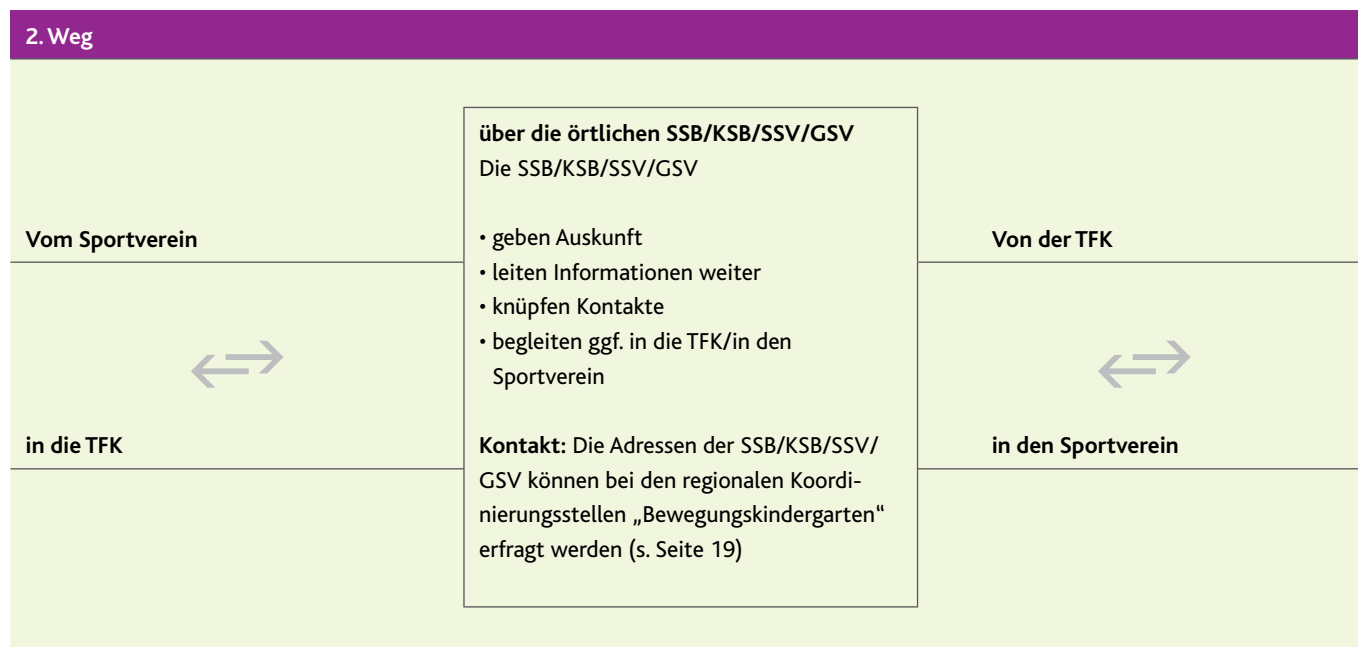 2. Weg
Vom Sportverein
in die TFK
über die örtlichen SSB/KSB/SSV/GSV
Die SSB/KSB/SSV/GSV
• geben Auskunft
• leiten Informationen weiter
• knüpfen Kontakte
• begleiten ggf. in die TFK/in den
Sportverein
Kontakt: Die Adressen der SSB/KSB/SSV/
GSV können bei den regionalen Koordi-
nierungsstellen „Bewegungskindergarten“
erfragt werden (s. Seite 19)
Von der TFK
in den Sportverein